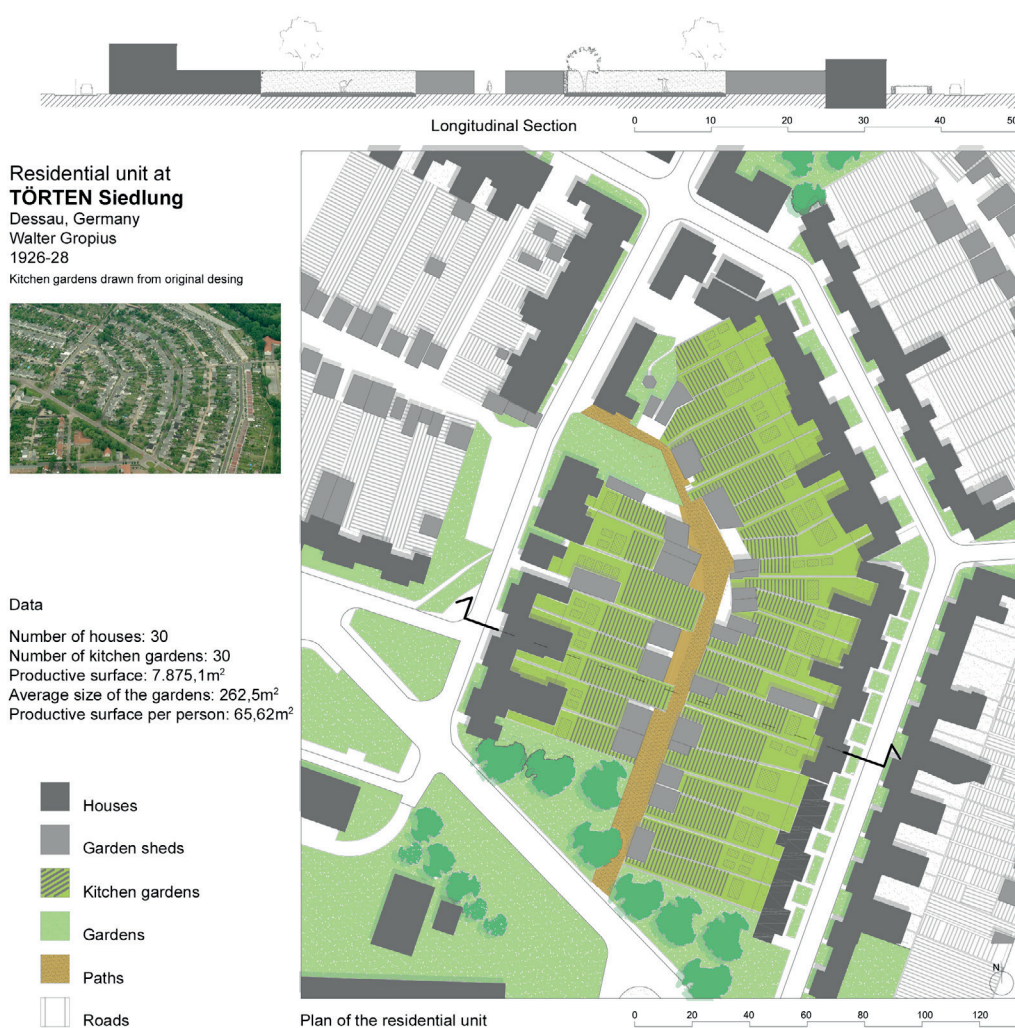 Longitudinal Section
0 10 20 30 40 50
Residential unit at
TÖRTEN Siedlung
Dessau, Germany
Walter Gropius
1926-28
Kitchen gardens drawn from original desing
Data
Number of houses: 30
Number of kitchen gardens: 30
Productive surface: 7.875,1m²
Average size of the gardens: 262,5m²
Productive surface per person: 65,62m²
Houses
Garden sheds
Kitchen gardens
Gardens
Paths
Roads
N
Plan of the residential unit
0 20 40 60 80 100 120